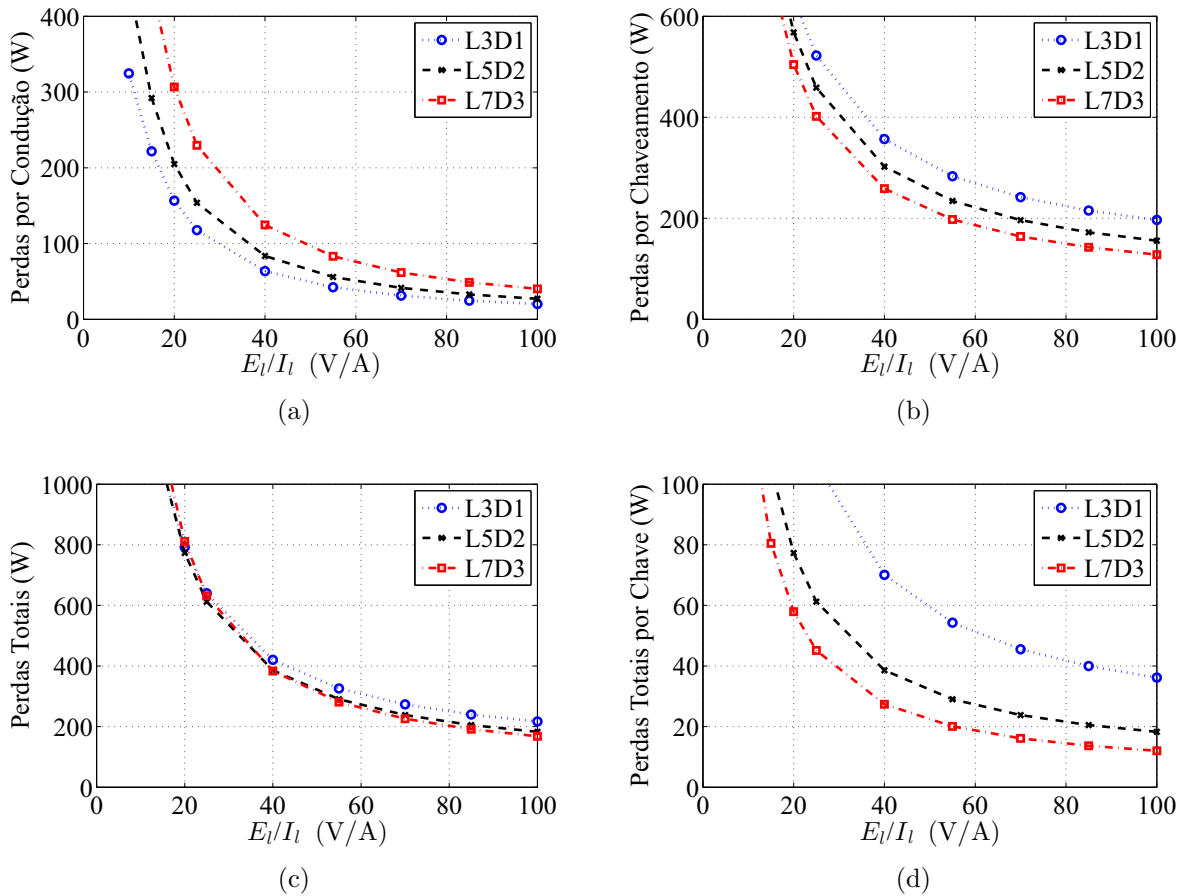 Perdas por Condução (W)
400
300
200
100
0
0 20 40 60 80 100
E_l/I_l (V/A)
L3D1
L5D2
L7D3
(a)
Perdas por Chaveamento (W)
600
400
200
0
0 20 40 60 80 100
E_l/I_l (V/A)
L3D1
L5D2
L7D3
(b)
Perdas Totais (W)
1000
800
600
400
200
0
0 20 40 60 80 100
E_l/I_l (V/A)
L3D1
L5D2
L7D3
(c)
Perdas Totais por Chave (W)
100
80
60
40
20
0
0 20 40 60 80 100
E_l/I_l (V/A)
L3D1
L5D2
L7D3
(d)